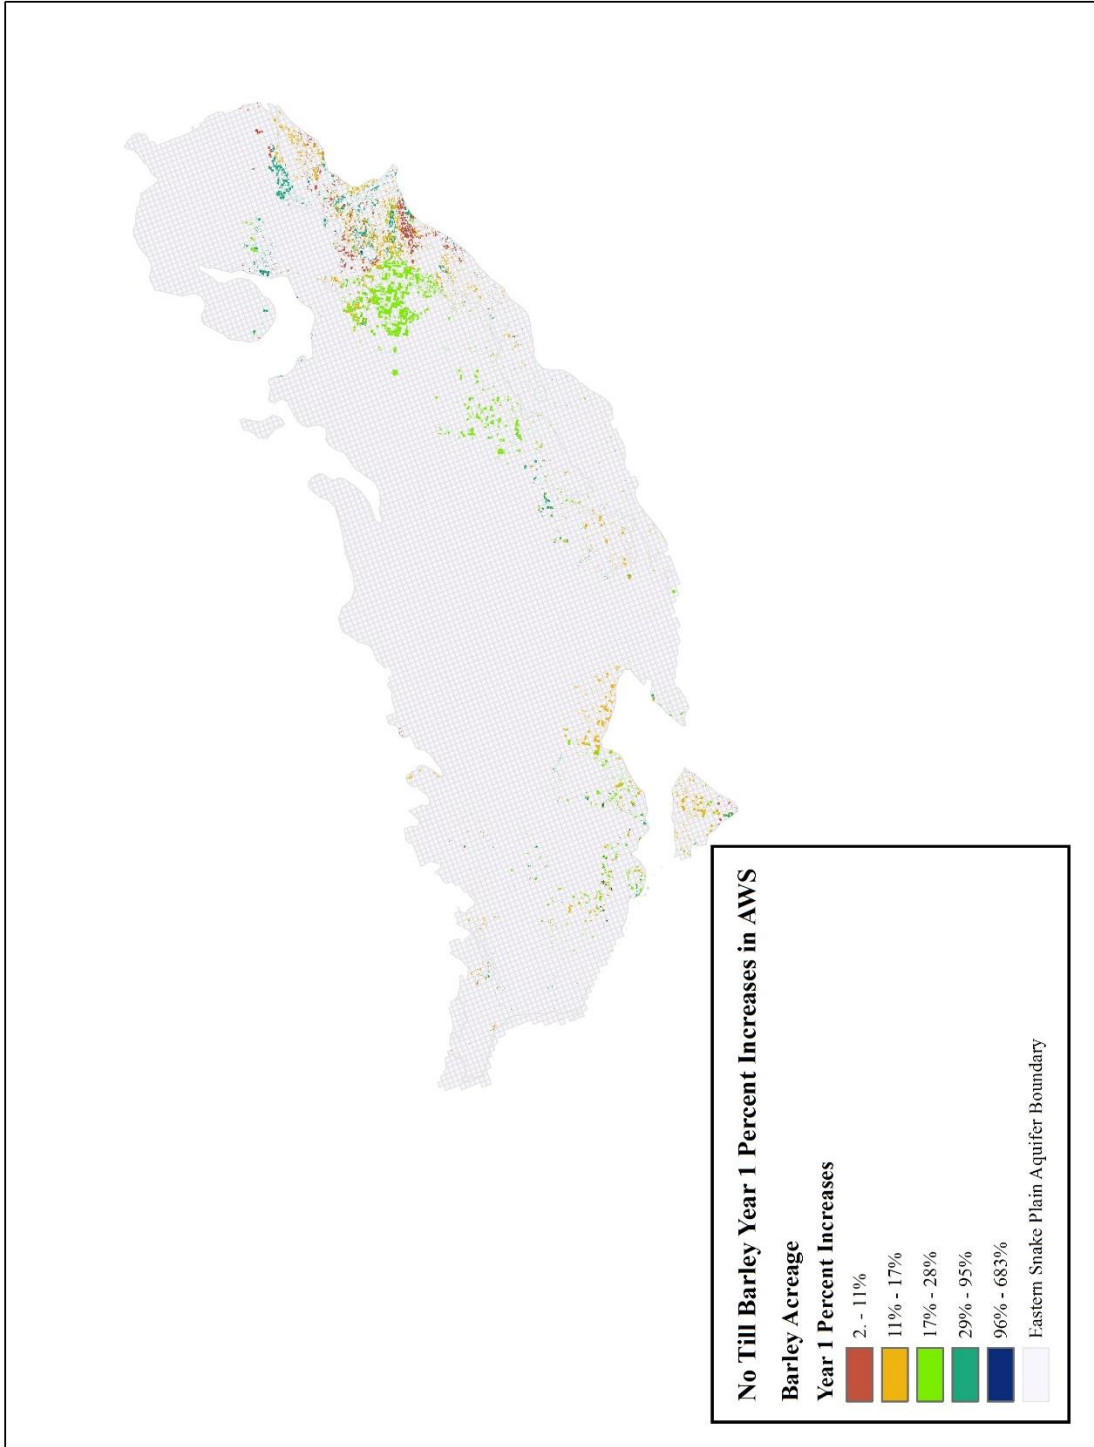 No Till Barley Year 1 Percent Increases in AWS
Barley Acreage
Year 1 Percent Increases
2. - 11%
11% - 17%
17% - 28%
29% - 95%
96% - 683%
Eastern Snake Plain Aquifer Boundary